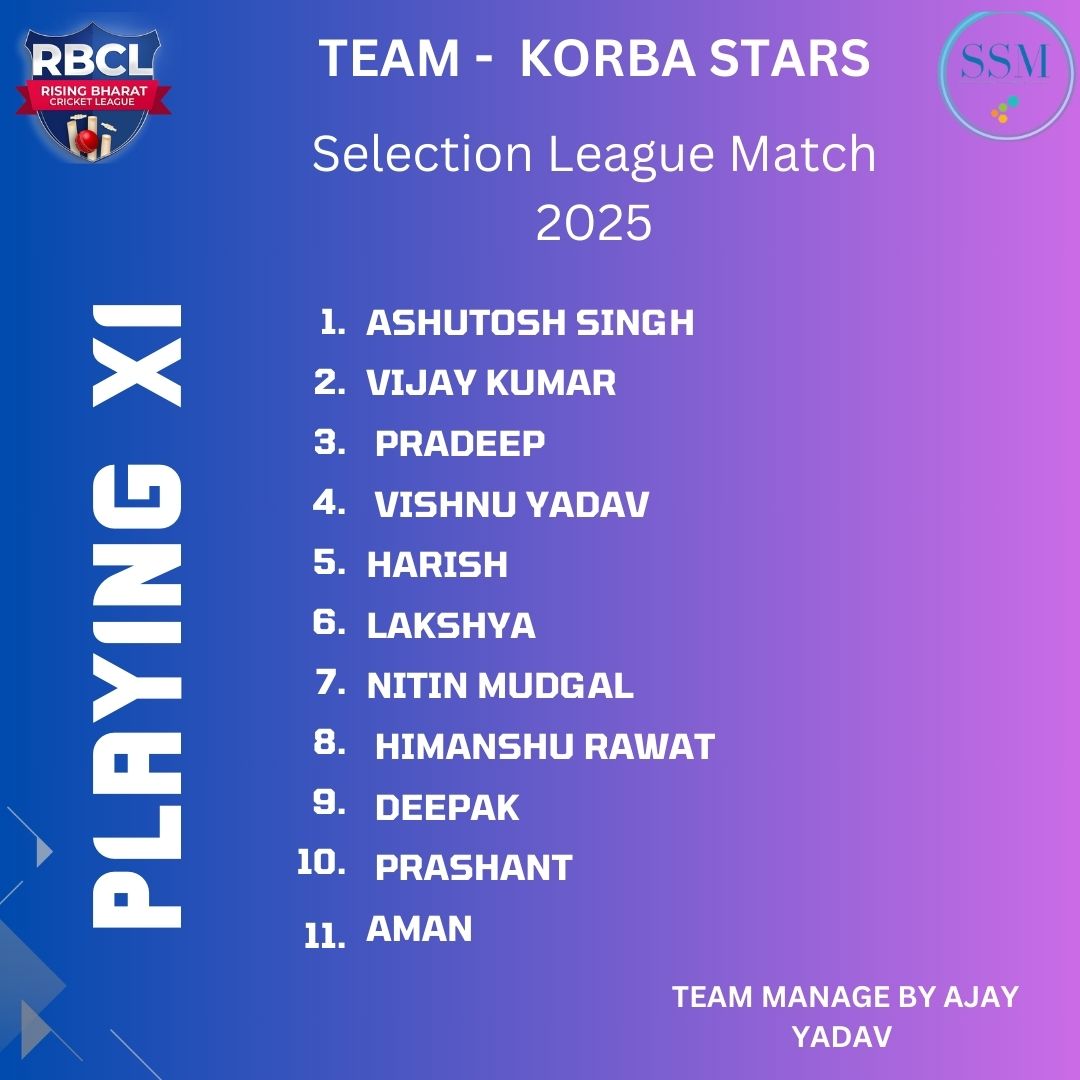 RBCL
RISING BHARAT
CRICKET LEAGUE
TEAM - KORBA STARS
SSM
Selection League Match
2025
PLAYING XI
1. ASHUTOSH SINGH
2. VIJAY KUMAR
3. PRADEEP
4. VISHNU YADAV
5. HARISH
6. LAKSHYA
7. NITIN MUDGAL
8. HIMANSHU RAWAT
9. DEEPAK
10. PRASHANT
11. AMAN
TEAM MANAGE BY AJAY
YADAV